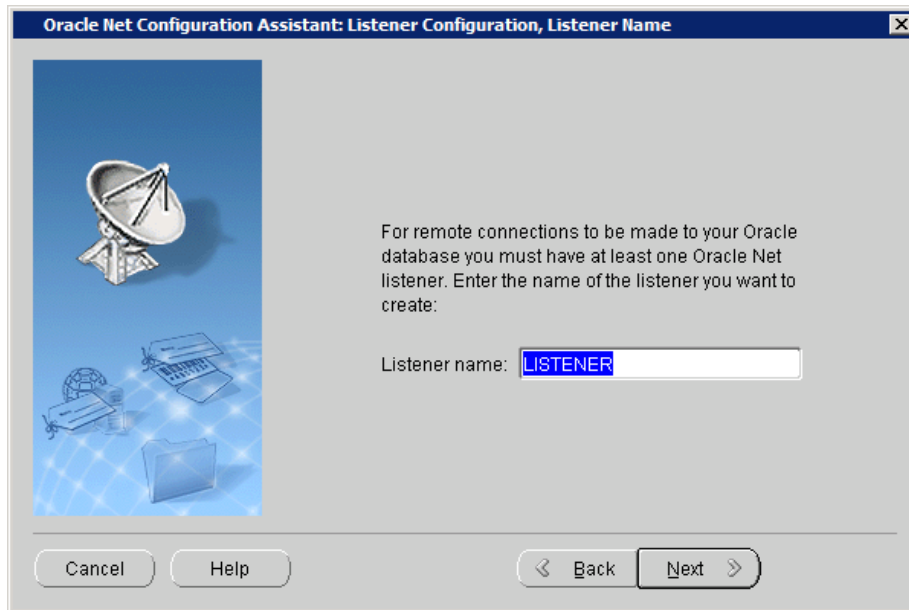 Oracle Net Configuration Assistant: Listener Configuration, Listener Name
For remote connections to be made to your Oracle
database you must have at least one Oracle Net
listener. Enter the name of the listener you want to
create:
Listener name: LISTENER
Cancel Help Back Next